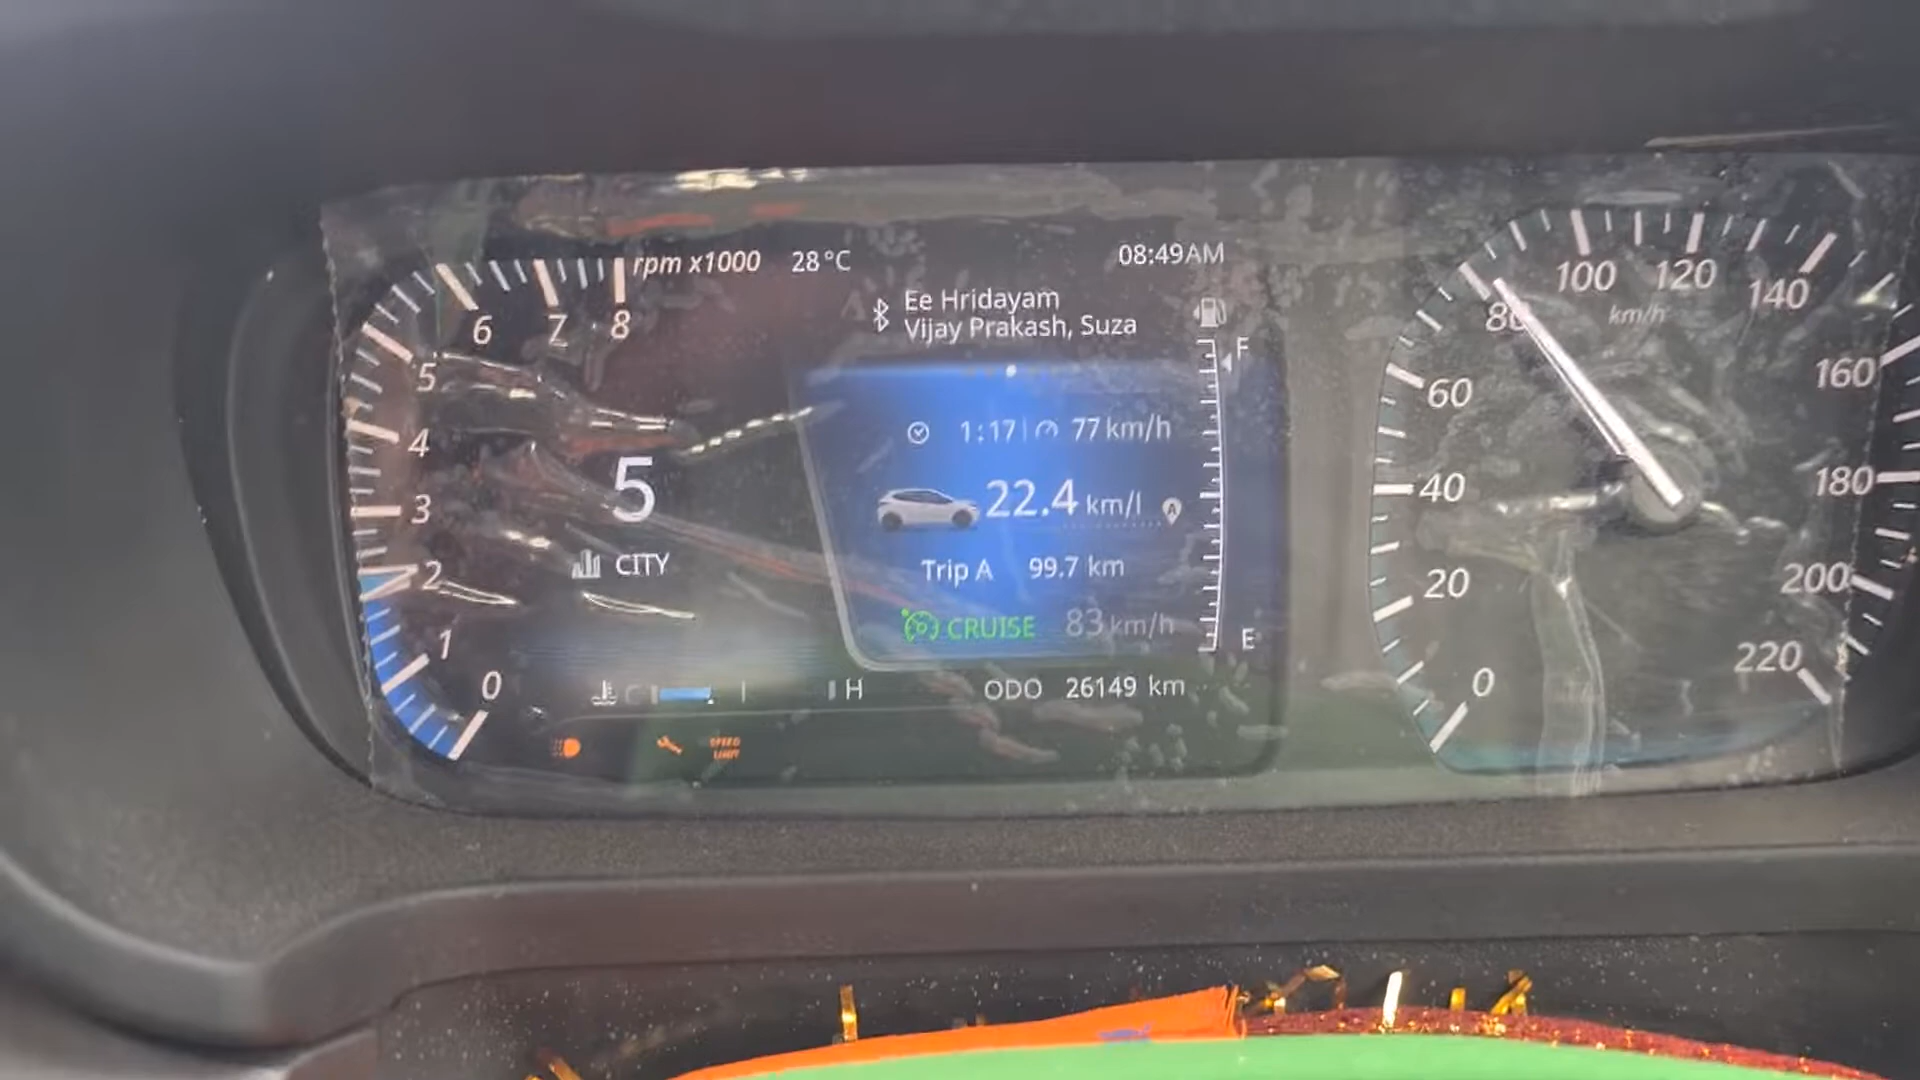 rpm x1000 28°C 08:49AM
Ee Hridayam
Vijay Prakash, Suza
0 1 2 3 4 5 6 7 8
5
CITY
1:17 77 km/h
22.4 km/l
A
Trip A 99.7 km
CRUISE 83 km/h
F
E
C H
ODO 26149 km
SPEED
LIMIT
0 20 40 60 80 100 120 140 160 180 200 220
km/h